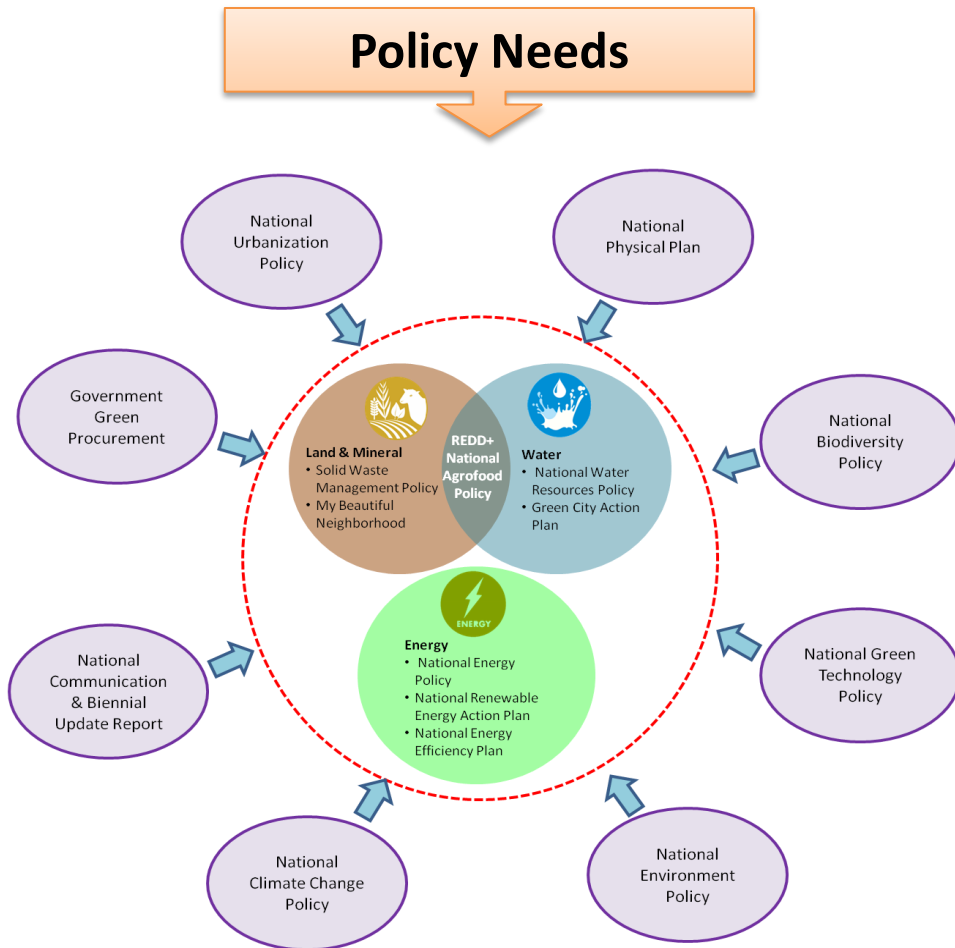 Policy Needs
National
Urbanization
Policy
National
Physical Plan
Government
Green
Procurement
National
Biodiversity
Policy
Land & Mineral
• Solid Waste
Management Policy
• My Beautiful
Neighborhood
REDD+
National
Agrofood
Policy
Water
• National Water
Resources Policy
• Green City Action
Plan
ENERGY
Energy
• National Energy
Policy
• National Renewable
Energy Action Plan
• National Energy
Efficiency Plan
National
Communication
& Biennial
Update Report
National Green
Technology
Policy
National
Climate Change
Policy
National
Environment
Policy